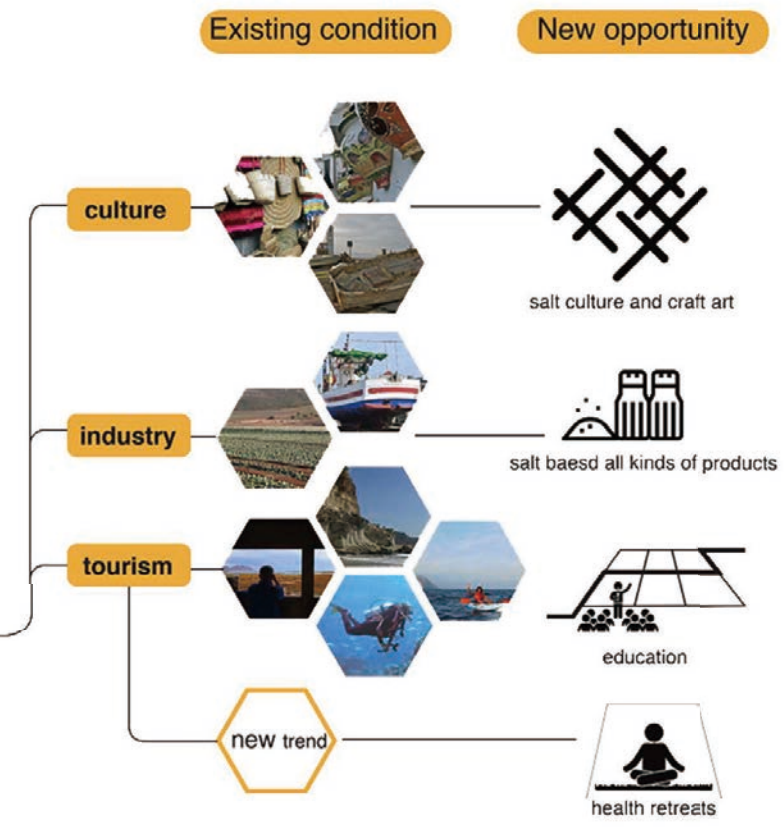 Existing condition
New opportunity
culture
salt culture and craft art
industry
salt baesd all kinds of products
tourism
education
new trend
health retreats